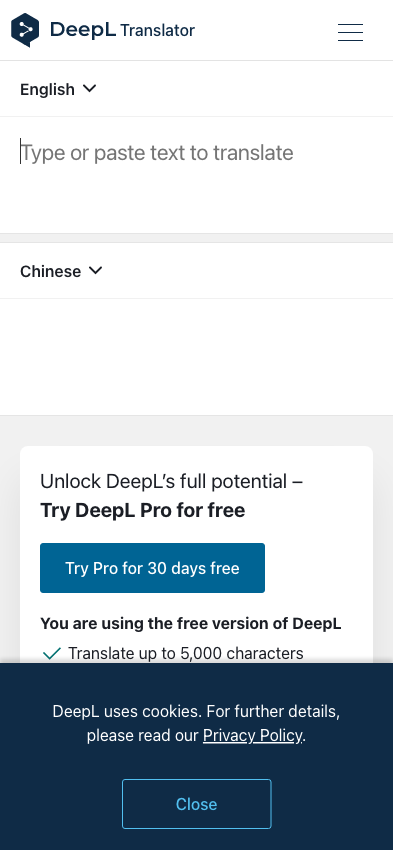 DeepL Translator
English
Type or paste text to translate
Chinese
Unlock DeepL's full potential –
Try DeepL Pro for free
Try Pro for 30 days free
You are using the free version of DeepL
Translate up to 5,000 characters
DeepL uses cookies. For further details,
please read our Privacy Policy.
Close